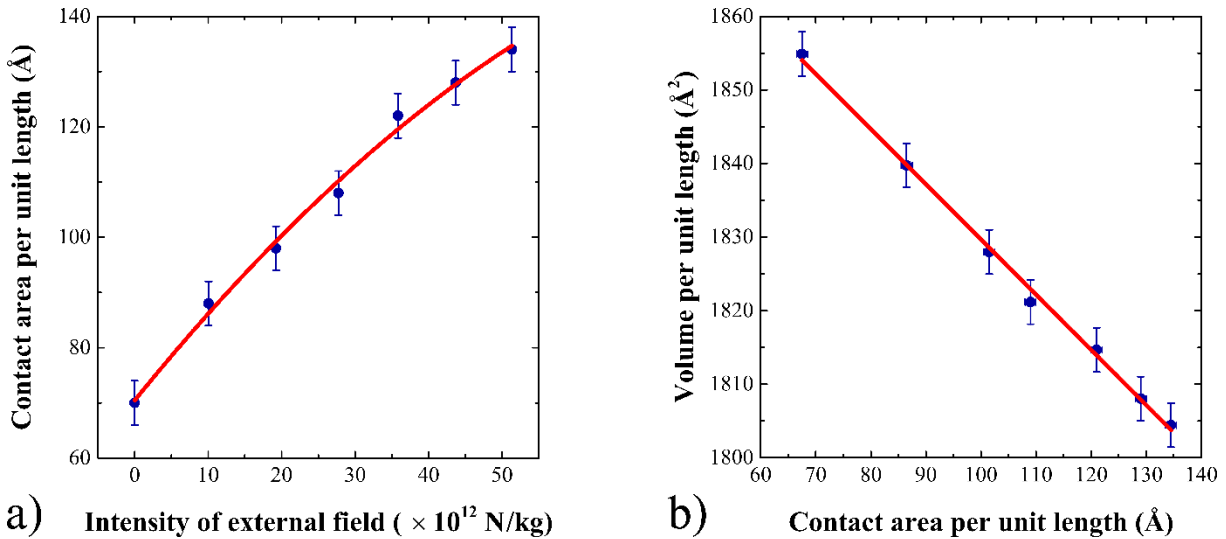 a)
140
120
100
80
60
0 10 20 30 40 50
Contact area per unit length (Å)
Intensity of external field ( × 10¹² N/kg)
b)
1860
1850
1840
1830
1820
1810
1800
60 70 80 90 100 110 120 130 140
Volume per unit length (Å²)
Contact area per unit length (Å)